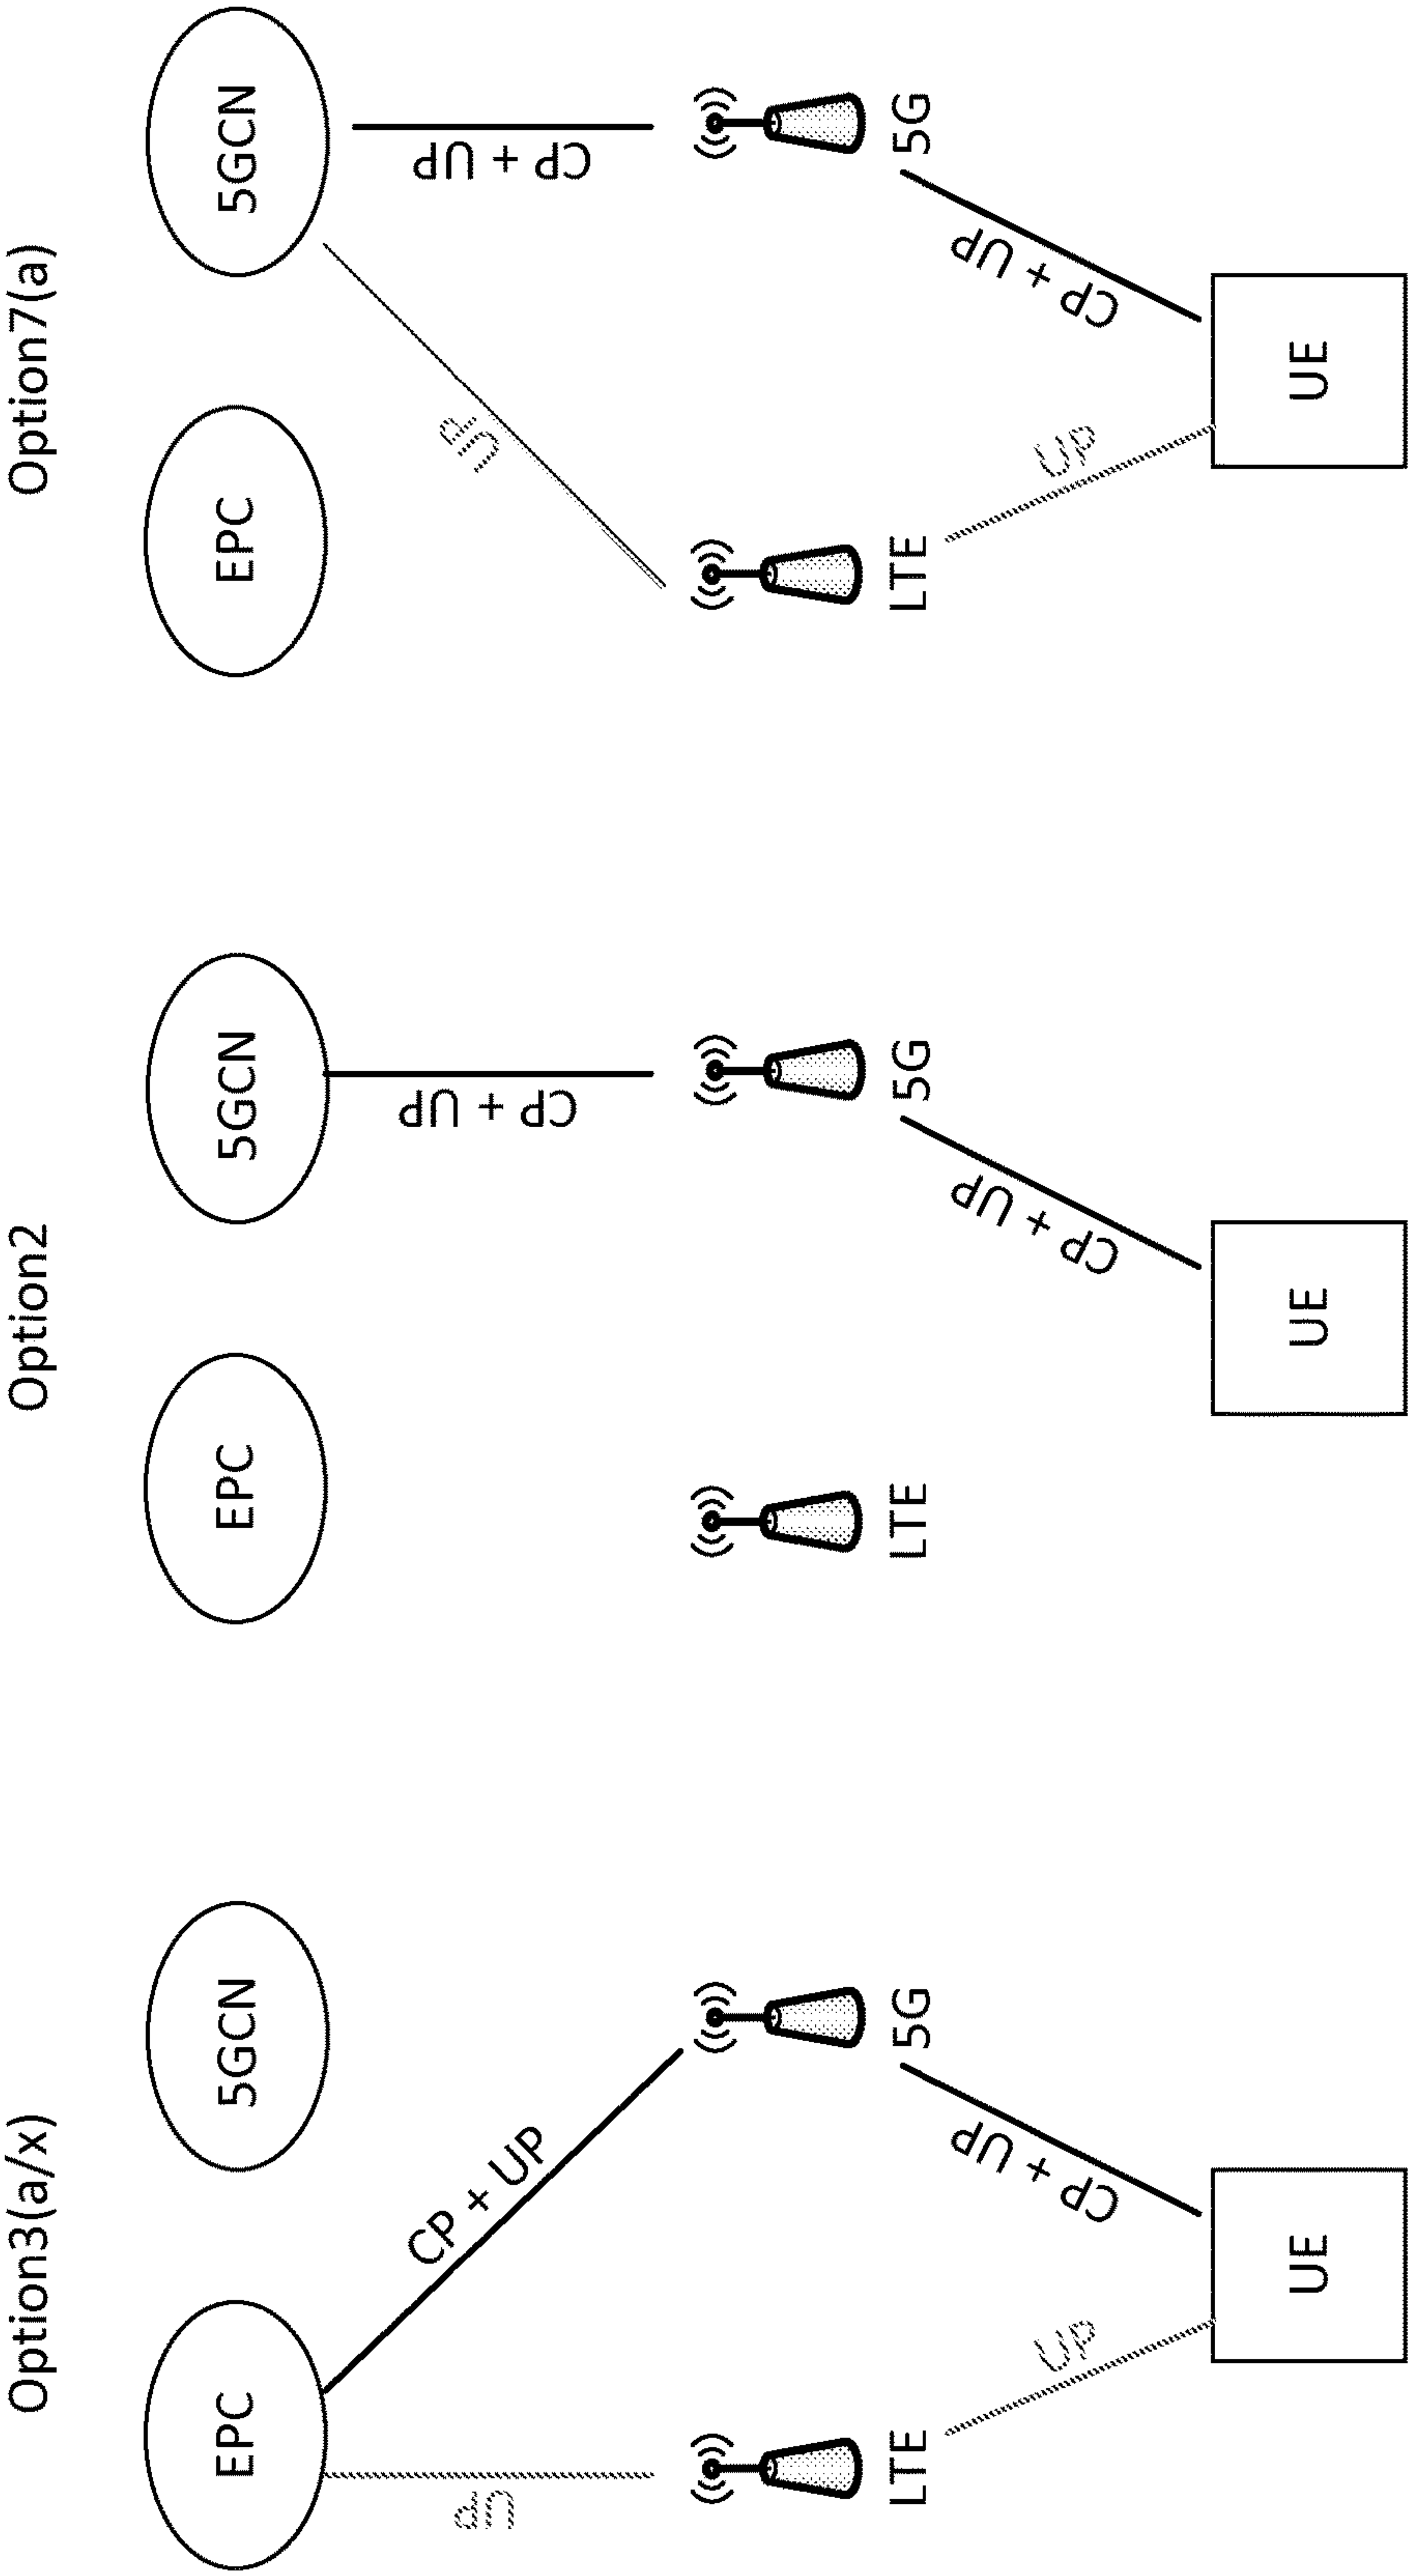 Option3(a/x)
EPC
5GCN
UP
CP + UP
LTE
5G
UP
CP + UP
UE
Option2
EPC
5GCN
CP + UP
LTE
5G
CP + UP
UE
Option7(a)
EPC
5GCN
UP
CP + UP
LTE
5G
UP
CP + UP
UE